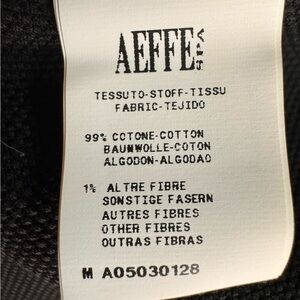 AEFFE SPA
TESSUTO-STOFF-TISSU
FABRIC-TEJIDO
99% COTONE-COTTON
BAUMWOLLE-COTON
ALGODON-ALGODAO
1% ALTRE FIBRE
SONSTIGE FASERN
AUTRES FIBRES
OTHER FIBRES
OUTRAS FIBRAS
M A05030128